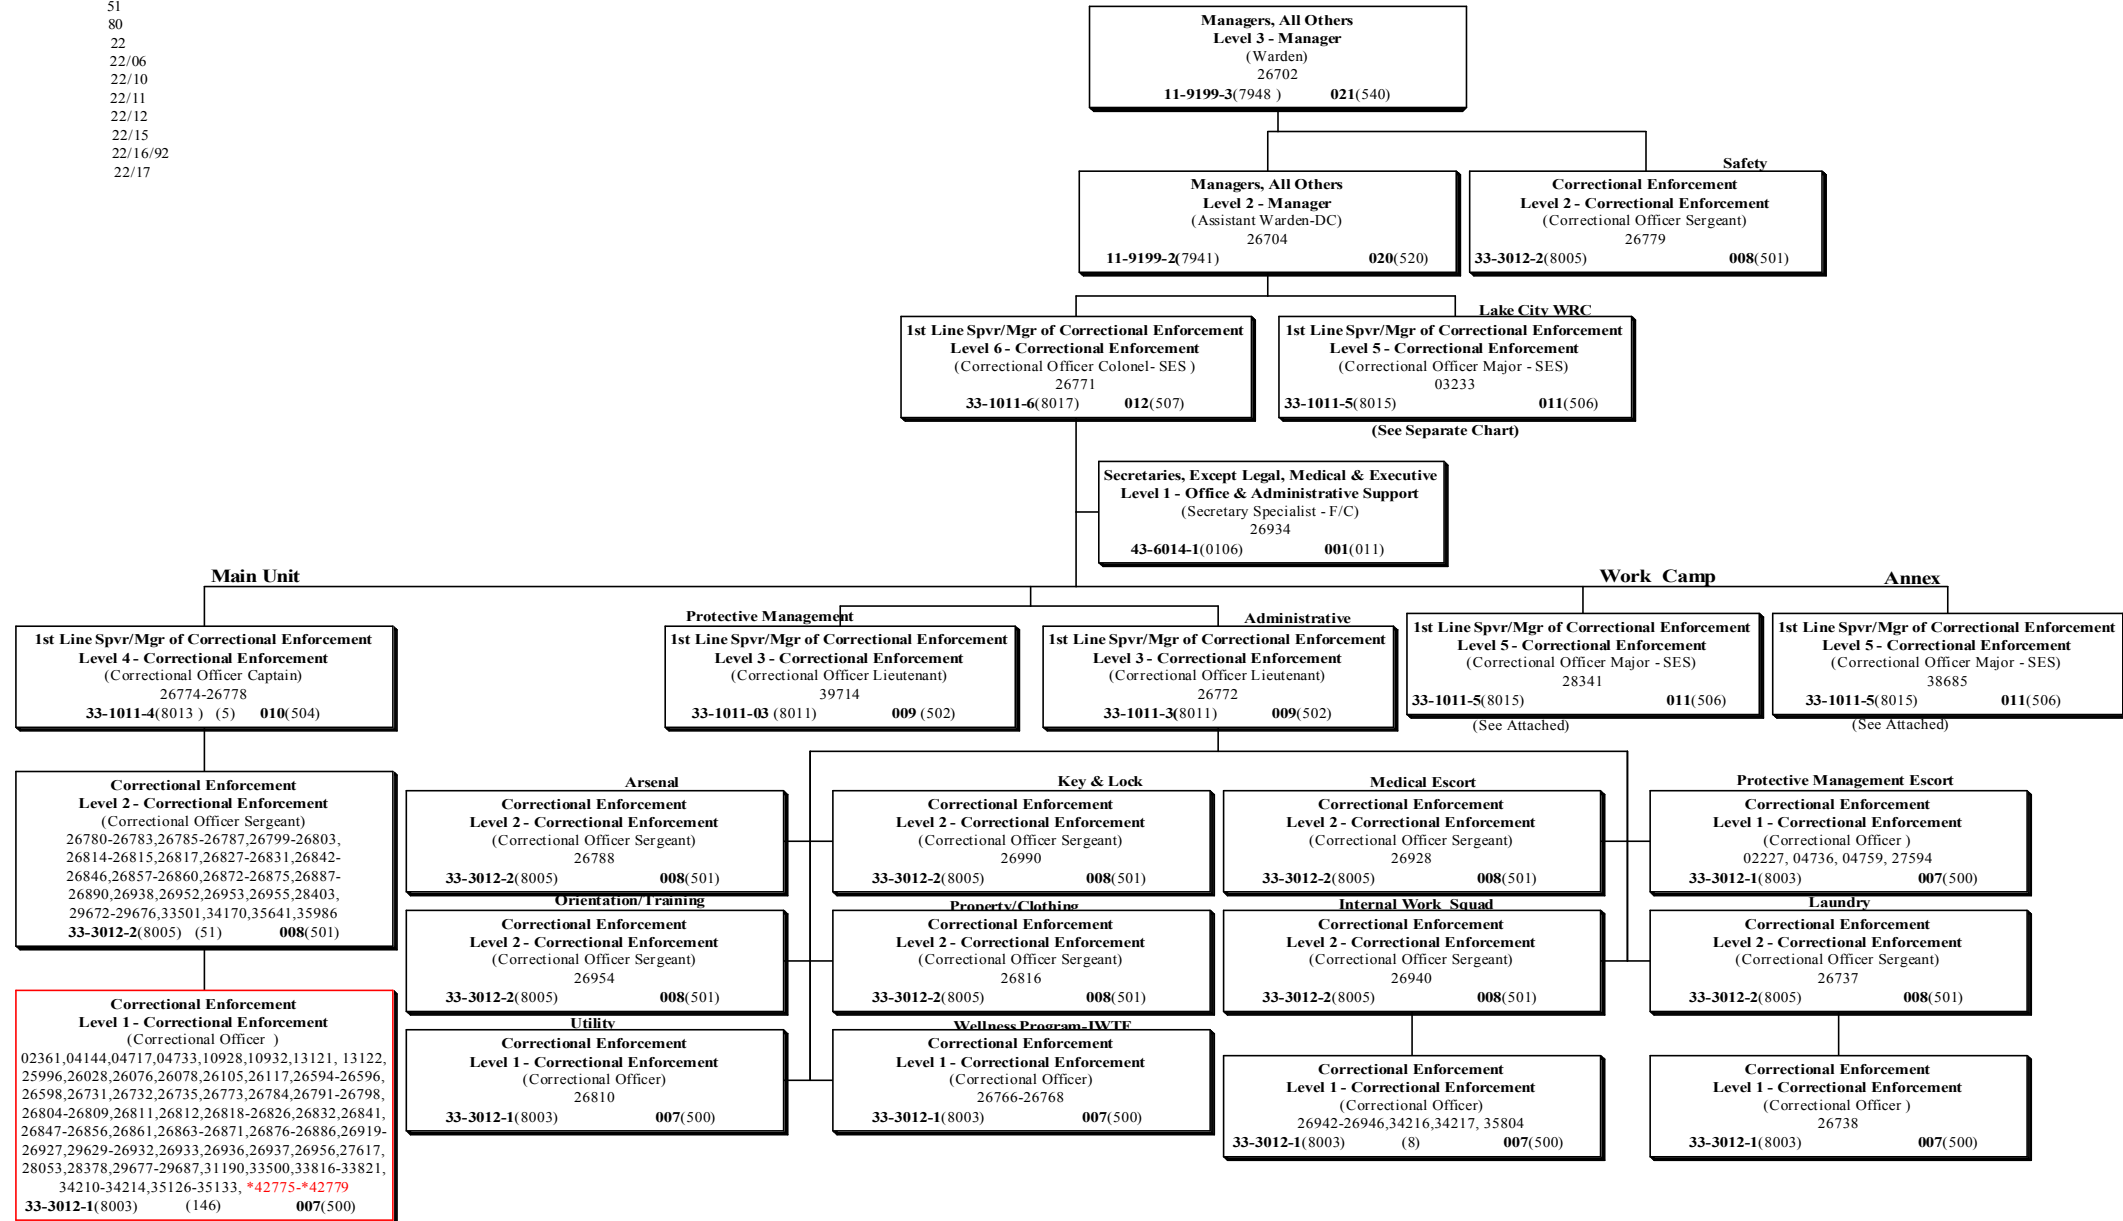 51
80
22
22/06
22/10
22/11
22/12
22/15
22/16/92
22/17
Managers, All Others
Level 3 - Manager
(Warden)
26702
11-9199-3(7948 ) 021(540)
Managers, All Others
Level 2 - Manager
(Assistant Warden-DC)
26704
11-9199-2(7941) 020(520)
Safety
Correctional Enforcement
Level 2 - Correctional Enforcement
(Correctional Officer Sergeant)
26779
33-3012-2(8005) 008(501)
1st Line Spvr/Mgr of Correctional Enforcement
Level 6 - Correctional Enforcement
(Correctional Officer Colonel- SES )
26771
33-1011-6(8017) 012(507)
Lake City WRC
1st Line Spvr/Mgr of Correctional Enforcement
Level 5 - Correctional Enforcement
(Correctional Officer Major - SES)
03233
33-1011-5(8015) 011(506)
(See Separate Chart)
Secretaries, Except Legal, Medical & Executive
Level 1 - Office & Administrative Support
(Secretary Specialist - F/C)
26934
43-6014-1(0106) 001(011)
Main Unit
1st Line Spvr/Mgr of Correctional Enforcement
Level 4 - Correctional Enforcement
(Correctional Officer Captain)
26774-26778
33-1011-4(8013 ) (5) 010(504)
Protective Management
1st Line Spvr/Mgr of Correctional Enforcement
Level 3 - Correctional Enforcement
(Correctional Officer Lieutenant)
39714
33-1011-03 (8011) 009 (502)
Administrative
1st Line Spvr/Mgr of Correctional Enforcement
Level 3 - Correctional Enforcement
(Correctional Officer Lieutenant)
26772
33-1011-3(8011) 009(502)
Work Camp
1st Line Spvr/Mgr of Correctional Enforcement
Level 5 - Correctional Enforcement
(Correctional Officer Major - SES)
28341
33-1011-5(8015) 011(506)
(See Attached)
Annex
1st Line Spvr/Mgr of Correctional Enforcement
Level 5 - Correctional Enforcement
(Correctional Officer Major - SES)
38685
33-1011-5(8015) 011(506)
(See Attached)
Correctional Enforcement
Level 2 - Correctional Enforcement
(Correctional Officer Sergeant)
26780-26783,26785-26787,26799-26803,
26814-26815,26817,26827-26831,26842-
26846,26857-26860,26872-26875,26887-
26890,26938,26952,26953,26955,28403,
29672-29676,33501,34170,35641,35986
33-3012-2(8005) (51) 008(501)
Correctional Enforcement
Level 1 - Correctional Enforcement
(Correctional Officer )
02361,04144,04717,04733,10928,10932,13121, 13122,
25996,26028,26076,26078,26105,26117,26594-26596,
26598,26731,26732,26735,26773,26784,26791-26798,
26804-26809,26811,26812,26818-26826,26832,26841,
26847-26856,26861,26863-26871,26876-26886,26919-
26927,29629-26932,26933,26936,26937,26956,27617,
28053,28378,29677-29687,31190,33500,33816-33821,
34210-34214,35126-35133, *42775-*42779
33-3012-1(8003) (146) 007(500)
Arsenal
Correctional Enforcement
Level 2 - Correctional Enforcement
(Correctional Officer Sergeant)
26788
33-3012-2(8005) 008(501)
Key & Lock
Correctional Enforcement
Level 2 - Correctional Enforcement
(Correctional Officer Sergeant)
26990
33-3012-2(8005) 008(501)
Medical Escort
Correctional Enforcement
Level 2 - Correctional Enforcement
(Correctional Officer Sergeant)
26928
33-3012-2(8005) 008(501)
Protective Management Escort
Correctional Enforcement
Level 1 - Correctional Enforcement
(Correctional Officer )
02227, 04736, 04759, 27594
33-3012-1(8003) 007(500)
Orientation/Training
Correctional Enforcement
Level 2 - Correctional Enforcement
(Correctional Officer Sergeant)
26954
33-3012-2(8005) 008(501)
Property/Clothing
Correctional Enforcement
Level 2 - Correctional Enforcement
(Correctional Officer Sergeant)
26816
33-3012-2(8005) 008(501)
Internal Work Squad
Correctional Enforcement
Level 2 - Correctional Enforcement
(Correctional Officer Sergeant)
26940
33-3012-2(8005) 008(501)
Laundry
Correctional Enforcement
Level 2 - Correctional Enforcement
(Correctional Officer Sergeant)
26737
33-3012-2(8005) 008(501)
Utility
Correctional Enforcement
Level 1 - Correctional Enforcement
(Correctional Officer)
26810
33-3012-1(8003) 007(500)
Wellness Program-IWTF
Correctional Enforcement
Level 1 - Correctional Enforcement
(Correctional Officer)
26766-26768
33-3012-1(8003) 007(500)
Correctional Enforcement
Level 1 - Correctional Enforcement
(Correctional Officer)
26942-26946,34216,34217, 35804
33-3012-1(8003) (8) 007(500)
Correctional Enforcement
Level 1 - Correctional Enforcement
(Correctional Officer )
26738
33-3012-1(8003) 007(500)